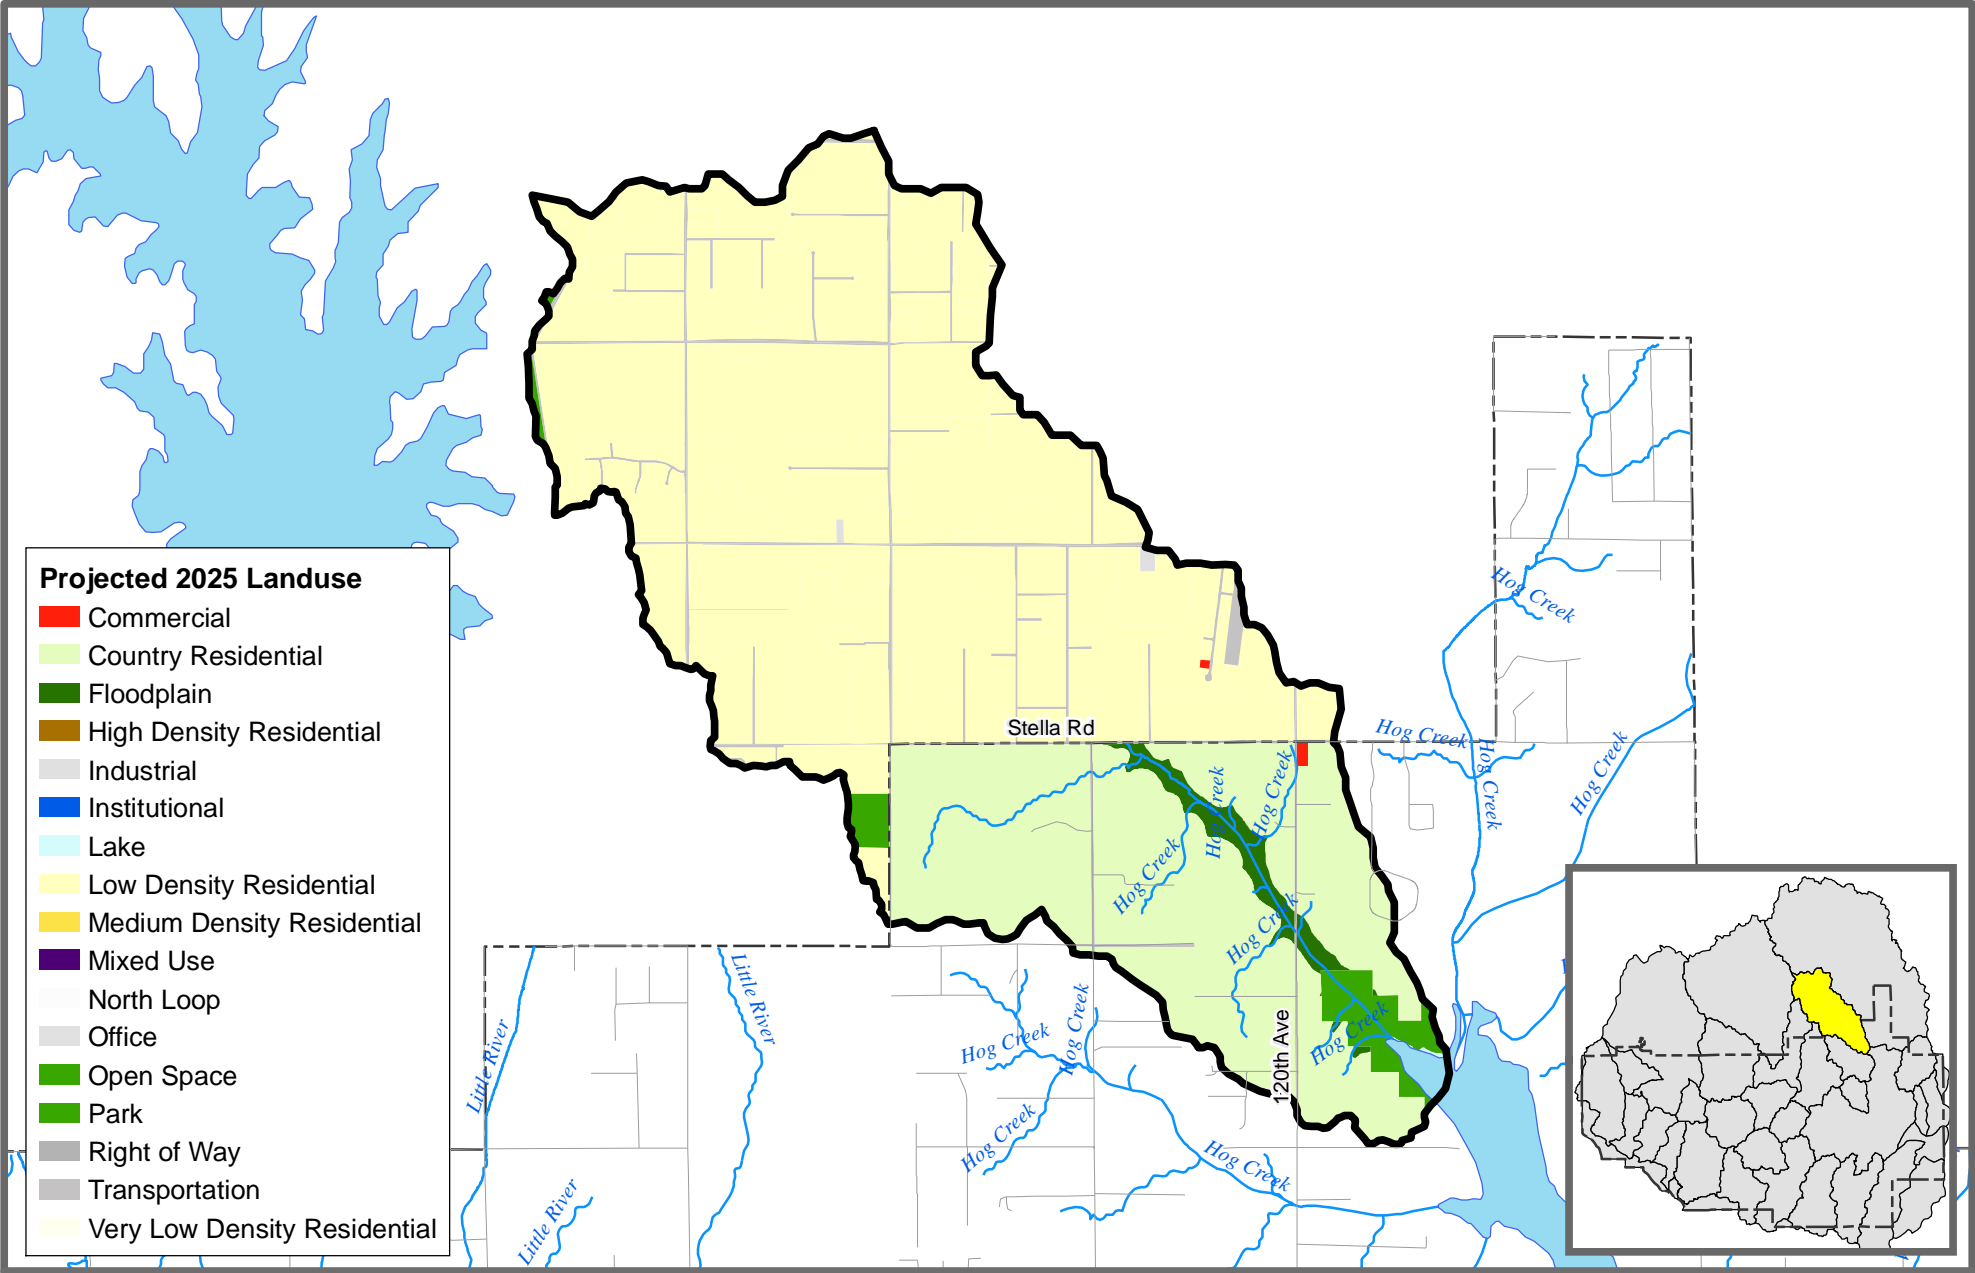 Projected 2025 Landuse
Commercial
Country Residential
Floodplain
High Density Residential
Industrial
Institutional
Lake
Low Density Residential
Medium Density Residential
Mixed Use
North Loop
Office
Open Space
Park
Right of Way
Transportation
Very Low Density Residential
Stella Rd
120th Ave
Hog Creek
Hog Creek
Hog Creek
Hog Creek
Hog Creek
Hog Creek
Hog Creek
Hog Creek
Hog Creek
Hog Creek
Hog Creek
Hog Creek
Hog Creek
Hog Creek
Little River
Little River
Little River